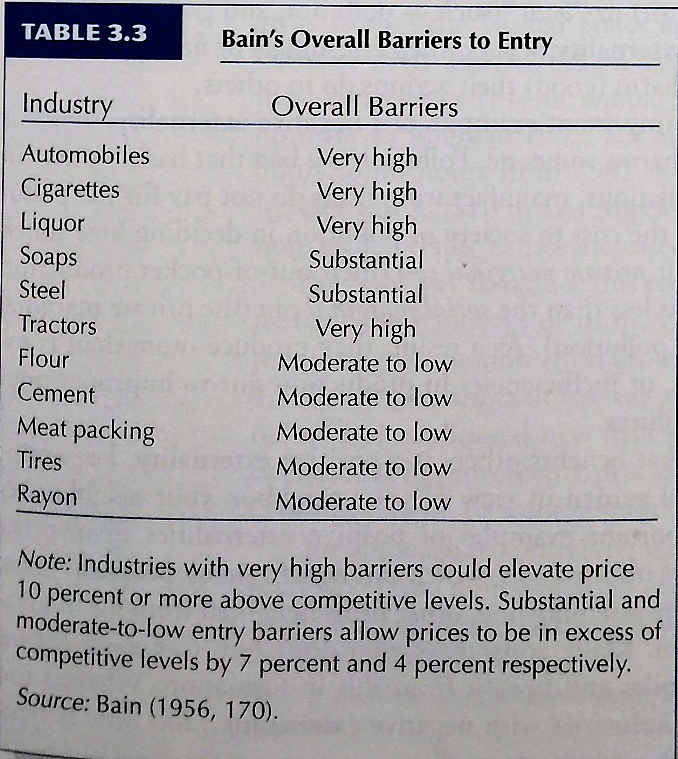 TABLE 3.3 Bain's Overall Barriers to Entry
Industry Overall Barriers
Automobiles Very high
Cigarettes Very high
Liquor Very high
Soaps Substantial
Steel Substantial
Tractors Very high
Flour Moderate to low
Cement Moderate to low
Meat packing Moderate to low
Tires Moderate to low
Rayon Moderate to low
Note: Industries with very high barriers could elevate price
10 percent or more above competitive levels. Substantial and
moderate-to-low entry barriers allow prices to be in excess of
competitive levels by 7 percent and 4 percent respectively.
Source: Bain (1956, 170).